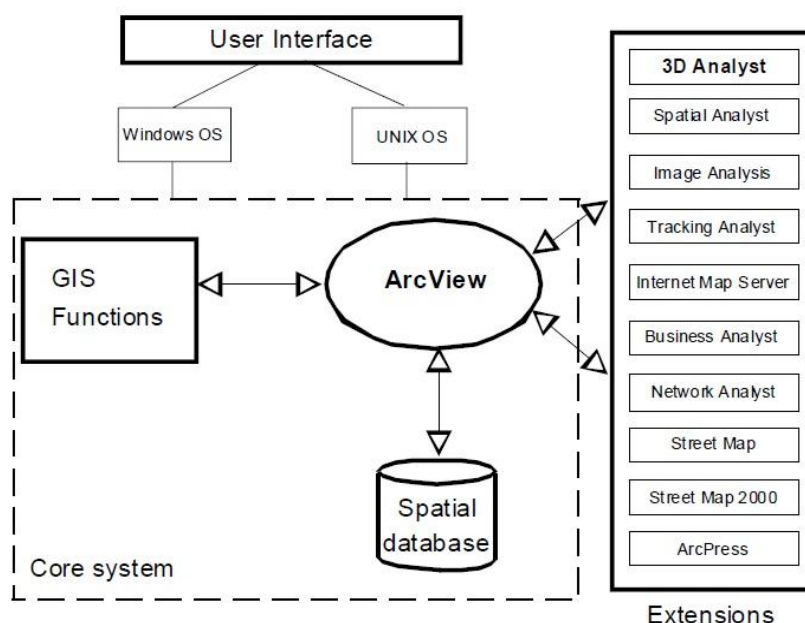 User Interface
Windows OS
UNIX OS
GIS
Functions
ArcView
Spatial
database
Core system
3D Analyst
Spatial Analyst
Image Analysis
Tracking Analyst
Internet Map Server
Business Analyst
Network Analyst
Street Map
Street Map 2000
ArcPress
Extensions